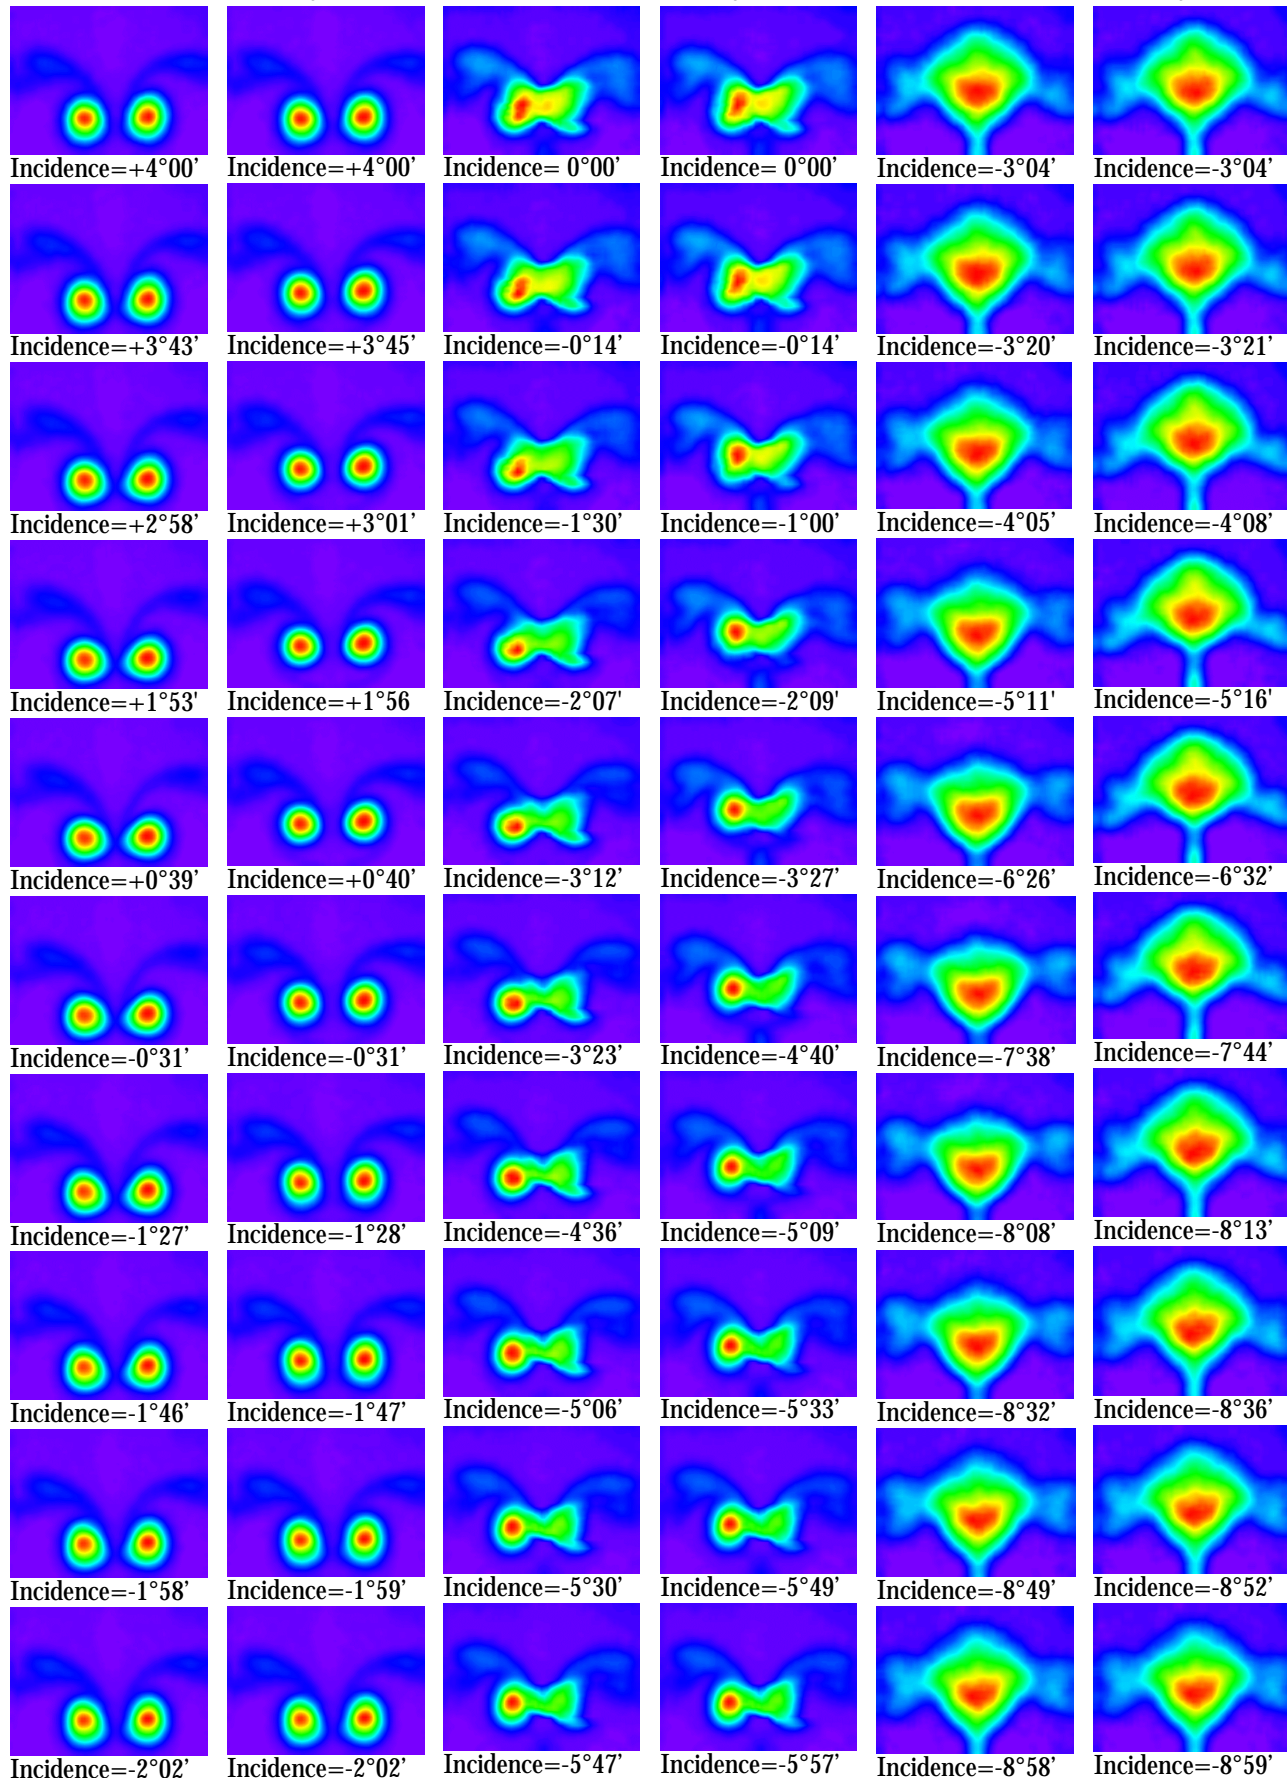 Incidence=+4°00’ Incidence=+4°00’ Incidence= 0°00’ Incidence= 0°00’ Incidence=-3°04’ Incidence=-3°04’
Incidence=+3°43’ Incidence=+3°45’ Incidence=-0°14’ Incidence=-0°14’ Incidence=-3°20’ Incidence=-3°21’
Incidence=+2°58’ Incidence=+3°01’ Incidence=-1°30’ Incidence=-1°00’ Incidence=-4°05’ Incidence=-4°08’
Incidence=+1°53' Incidence=+1°56 Incidence=-2°07' Incidence=-2°09' Incidence=-5°11’ Incidence=-5°16'
Incidence=+0°39’ Incidence=+0°40’ Incidence=-3°12’ Incidence=-3°27’ Incidence=-6°26’ Incidence=-6°32’
Incidence=-0°31’ Incidence=-0°31’ Incidence=-3°23’ Incidence=-4°40’ Incidence=-7°38’ Incidence=-7°44’
Incidence=-1°27’ Incidence=-1°28’ Incidence=-4°36’ Incidence=-5°09’ Incidence=-8°08’ Incidence=-8°13’
Incidence=-1°46’ Incidence=-1°47’ Incidence=-5°06’ Incidence=-5°33’ Incidence=-8°32’ Incidence=-8°36’
Incidence=-1°58’ Incidence=-1°59’ Incidence=-5°30’ Incidence=-5°49’ Incidence=-8°49’ Incidence=-8°52’
Incidence=-2°02’ Incidence=-2°02’ Incidence=-5°47’ Incidence=-5°57’ Incidence=-8°58’ Incidence=-8°59’